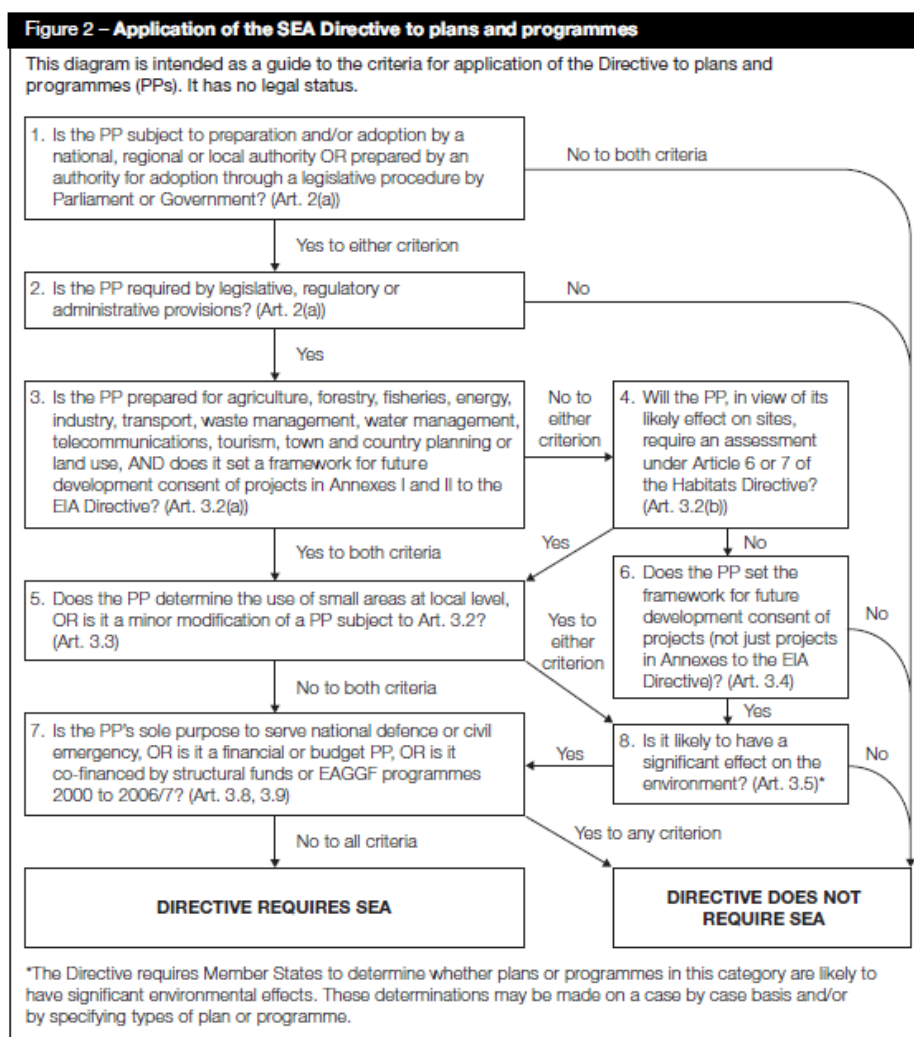 Figure 2 – Application of the SEA Directive to plans and programmes
This diagram is intended as a guide to the criteria for application of the Directive to plans and
programmes (PPs). It has no legal status.
1. Is the PP subject to preparation and/or adoption by a
national, regional or local authority OR prepared by an
authority for adoption through a legislative procedure by
Parliament or Government? (Art. 2(a))
No to both criteria
Yes to either criterion
2. Is the PP required by legislative, regulatory or
administrative provisions? (Art. 2(a))
No
Yes
3. Is the PP prepared for agriculture, forestry, fisheries, energy,
industry, transport, waste management, water management,
telecommunications, tourism, town and country planning or
land use, AND does it set a framework for future
development consent of projects in Annexes I and II to the
EIA Directive? (Art. 3.2(a))
No to
either
criterion
4. Will the PP, in view of its
likely effect on sites,
require an assessment
under Article 6 or 7 of
the Habitats Directive?
(Art. 3.2(b))
Yes to both criteria
Yes
No
5. Does the PP determine the use of small areas at local level,
OR is it a minor modification of a PP subject to Art. 3.2?
(Art. 3.3)
Yes to
either
criterion
6. Does the PP set the
framework for future
development consent of
projects (not just projects
in Annexes to the EIA
Directive)? (Art. 3.4)
No
No to both criteria
Yes
7. Is the PP's sole purpose to serve national defence or civil
emergency, OR is it a financial or budget PP, OR is it
co-financed by structural funds or EAGGF programmes
2000 to 2006/7? (Art. 3.8, 3.9)
Yes
8. Is it likely to have a
significant effect on the
environment? (Art. 3.5)*
No
No to all criteria
Yes to any criterion
DIRECTIVE REQUIRES SEA
DIRECTIVE DOES NOT
REQUIRE SEA
*The Directive requires Member States to determine whether plans or programmes in this category are likely to
have significant environmental effects. These determinations may be made on a case by case basis and/or
by specifying types of plan or programme.